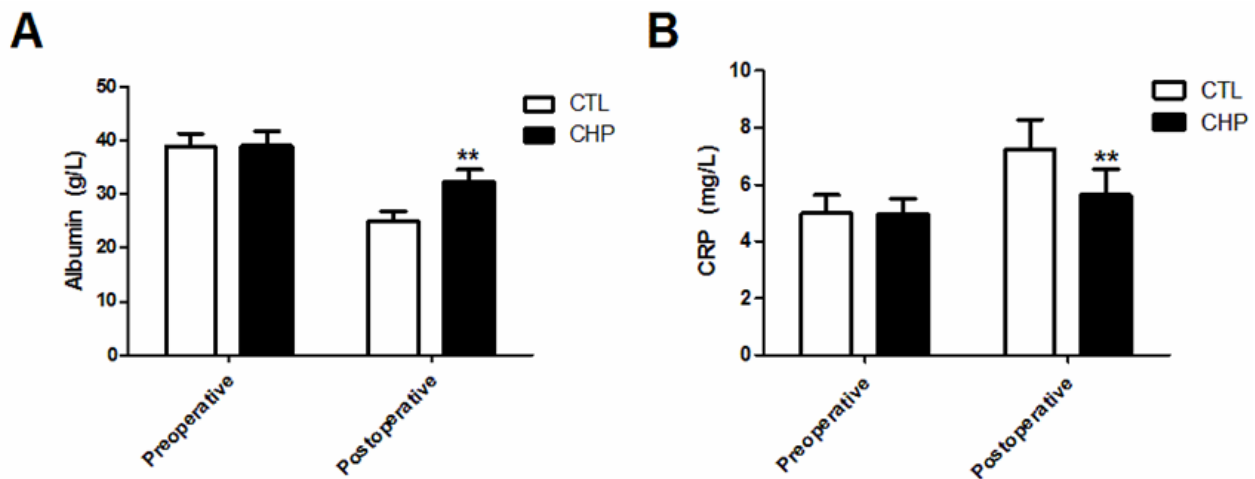 A
Albumin (g/L)
50
40
30
20
10
0
**
CTL
CHP
Preoperative
Postoperative
B
CRP (mg/L)
10
8
6
4
2
0
**
CTL
CHP
Preoperative
Postoperative